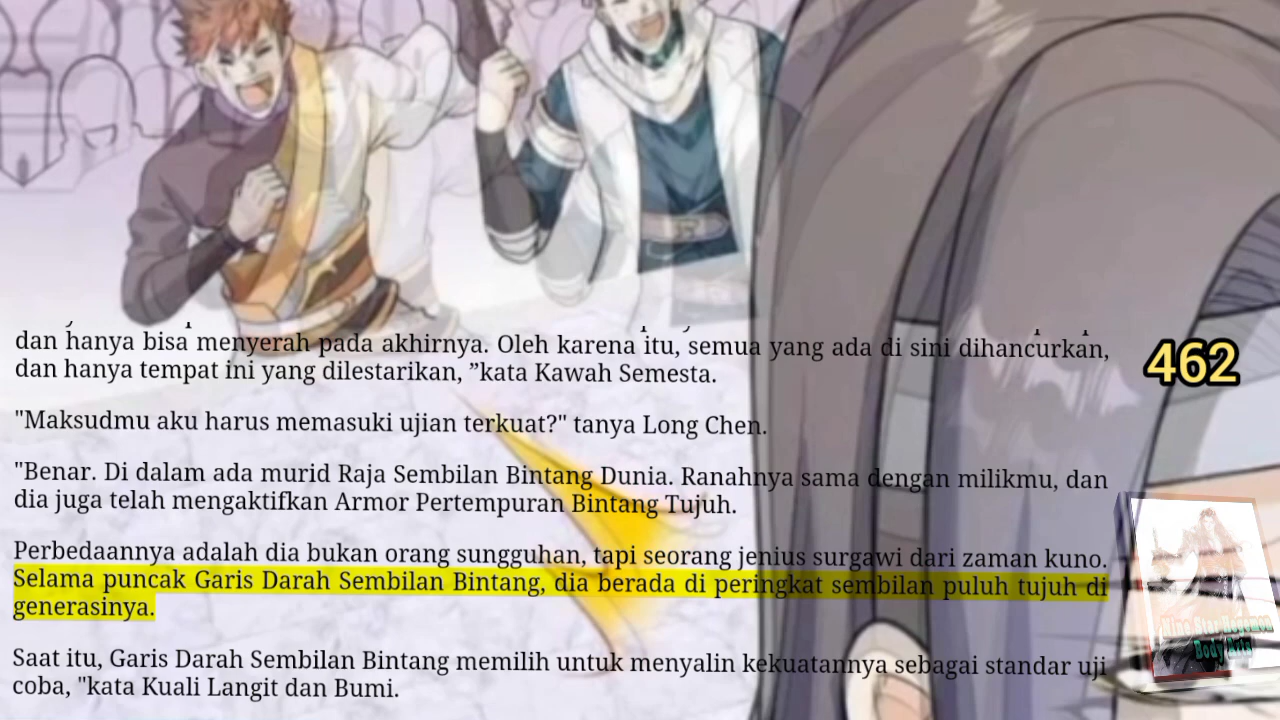 dan hanya bisa menyerah pada akhirnya. Oleh karena itu, semua yang ada di sini dihancurkan,
dan hanya tempat ini yang dilestarikan, ”kata Kawah Semesta.
"Maksudmu aku harus memasuki ujian terkuat?" tanya Long Chen.
"Benar. Di dalam ada murid Raja Sembilan Bintang Dunia. Ranahnya sama dengan milikmu, dan
dia juga telah mengaktifkan Armor Pertempuran Bintang Tujuh.
Perbedaannya adalah dia bukan orang sungguhan, tapi seorang jenius surgawi dari zaman kuno.
Selama puncak Garis Darah Sembilan Bintang, dia berada di peringkat sembilan puluh tujuh di
generasinya.
Saat itu, Garis Darah Sembilan Bintang memilih untuk menyalin kekuatannya sebagai standar uji
coba, "kata Kuali Langit dan Bumi.
462
Nine Star Hegemon
Body Arts